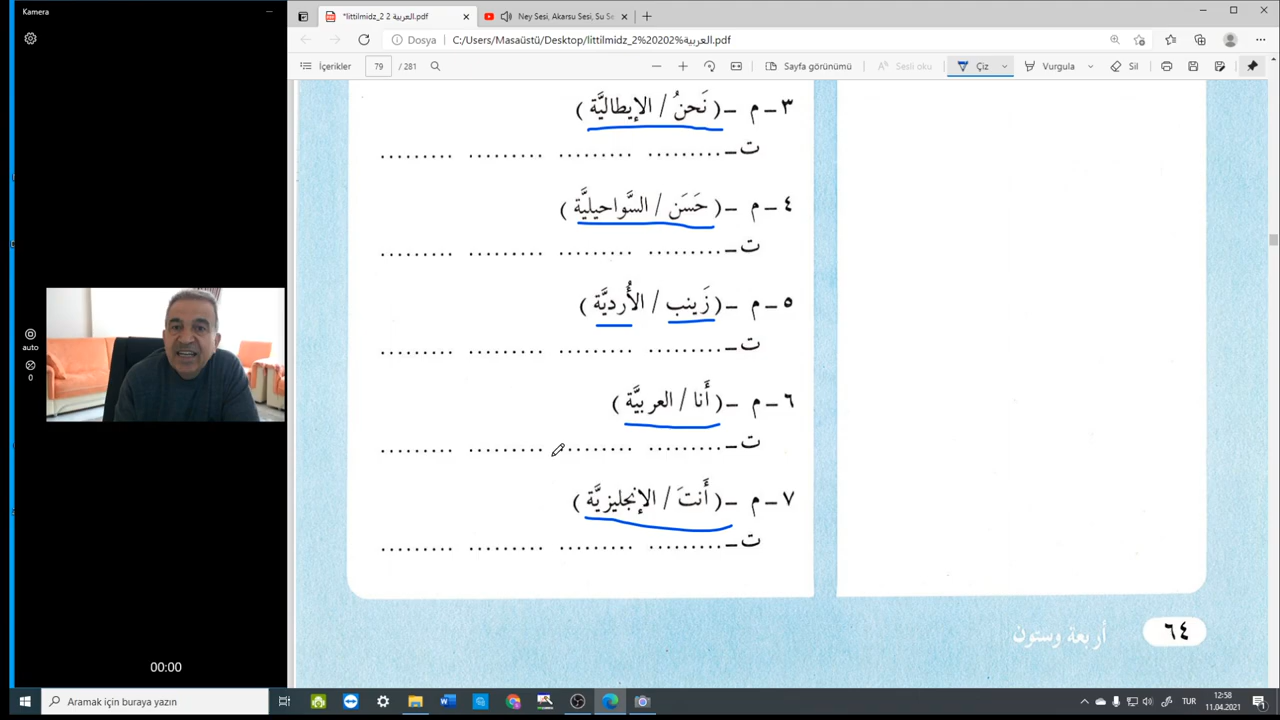 Kamera
*littilmidz_2 2 العربية.pdf
Ney Sesi, Akarsu Sesi, Su Se
Dosya
C:/Users/Masaüstü/Desktop/littilmidz_2%20202%العربية.pdf
İçerikler
79
/ 281
Sayfa görünümü
Sesli oku
Çiz
Vurgula
Sil
٣ - م - ( نَحنُ / الإيطاليَّة )
ت - ......... ......... ......... .........
٤ - م - ( حَسَن / السَّواحيليَّة )
ت - ......... ......... ......... .........
٥ - م - ( زَينب / الأُرديَّة )
ت - ......... ......... ......... .........
٦ - م - ( أَنا / العربيَّة )
ت - ......... ......... ......... .........
٧ - م - ( أَنتَ / الإنجليزيَّة )
ت - ......... ......... ......... .........
٦٤ أربعة وستون
auto
0
00:00
Aramak için buraya yazın
TUR
12:58
11.04.2021